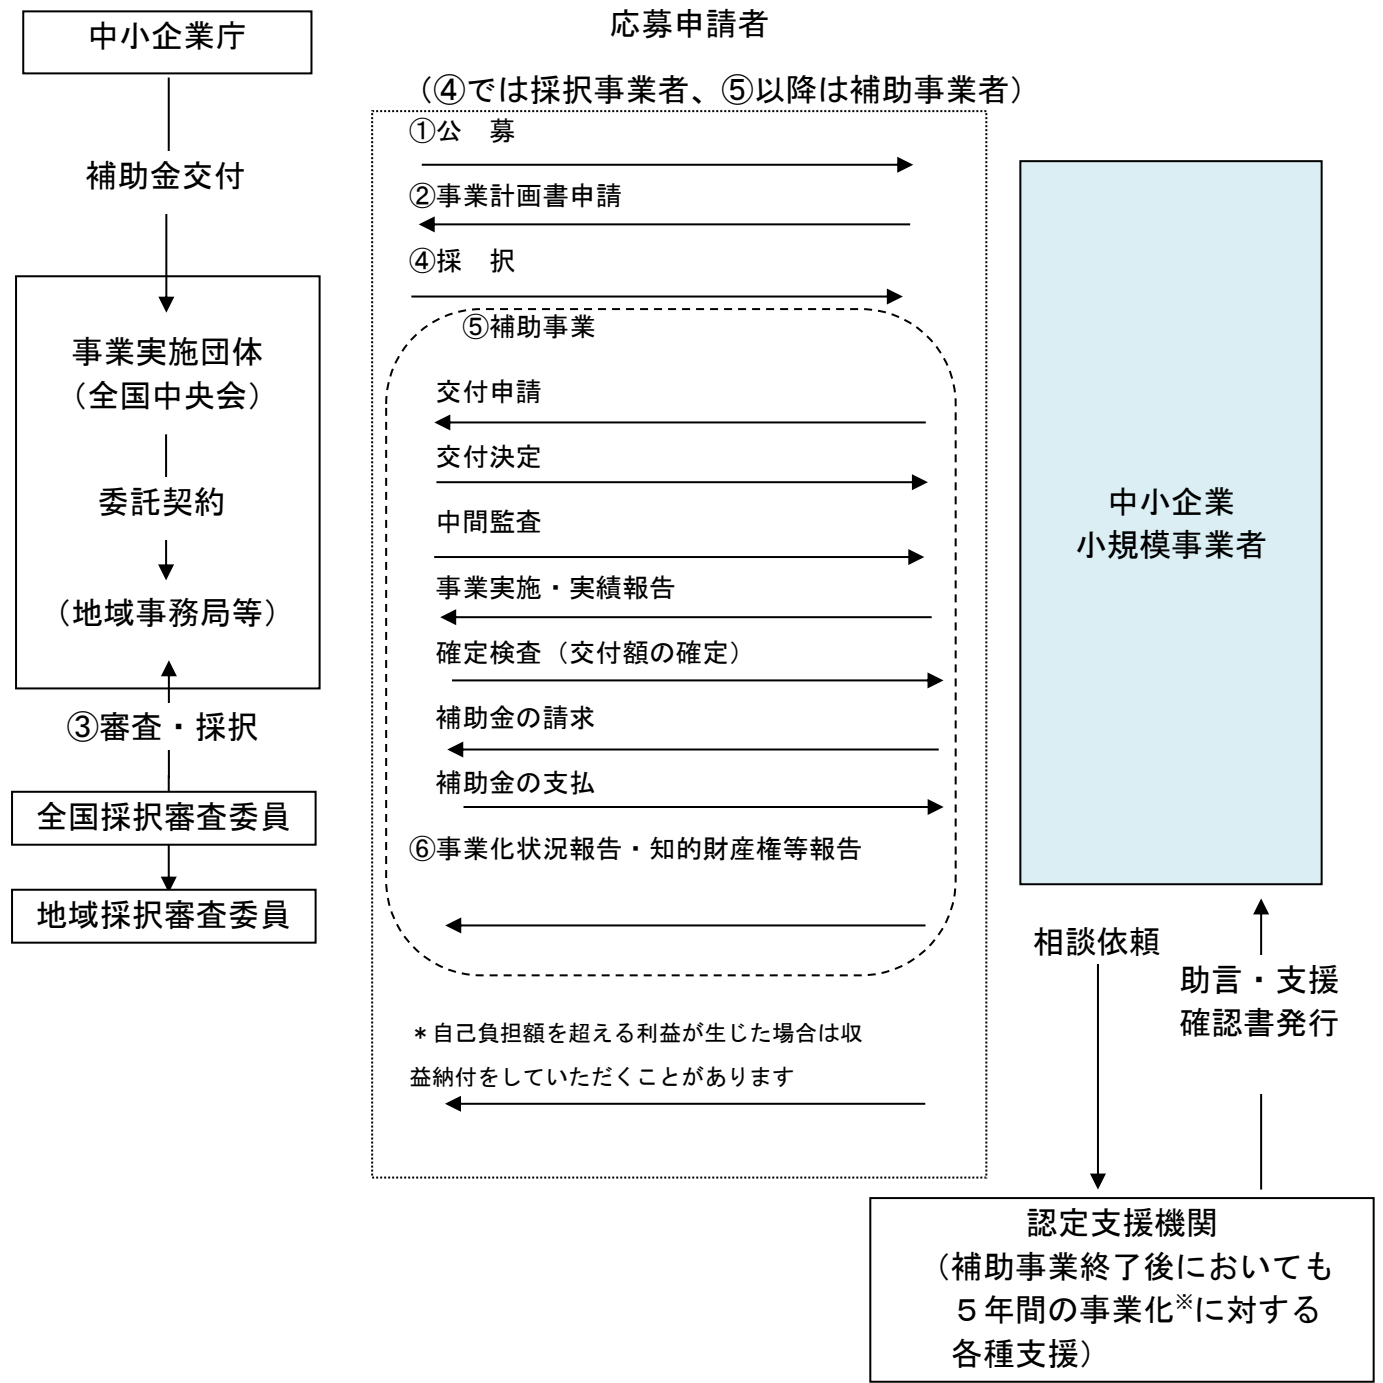 中小企業庁
補助金交付
事業実施団体
（全国中央会）
委託契約
（地域事務局等）
③審査・採択
全国採択審査委員
地域採択審査委員
応募申請者
（④では採択事業者、⑤以降は補助事業者）
①公　募
②事業計画書申請
④採　択
⑤補助事業
交付申請
交付決定
中間監査
事業実施・実績報告
確定検査（交付額の確定）
補助金の請求
補助金の支払
⑥事業化状況報告・知的財産権等報告
＊自己負担額を超える利益が生じた場合は収
益納付をしていただくことがあります
中小企業
小規模事業者
相談依頼
助言・支援
確認書発行
認定支援機関
（補助事業終了後においても
５年間の事業化※に対する
各種支援）